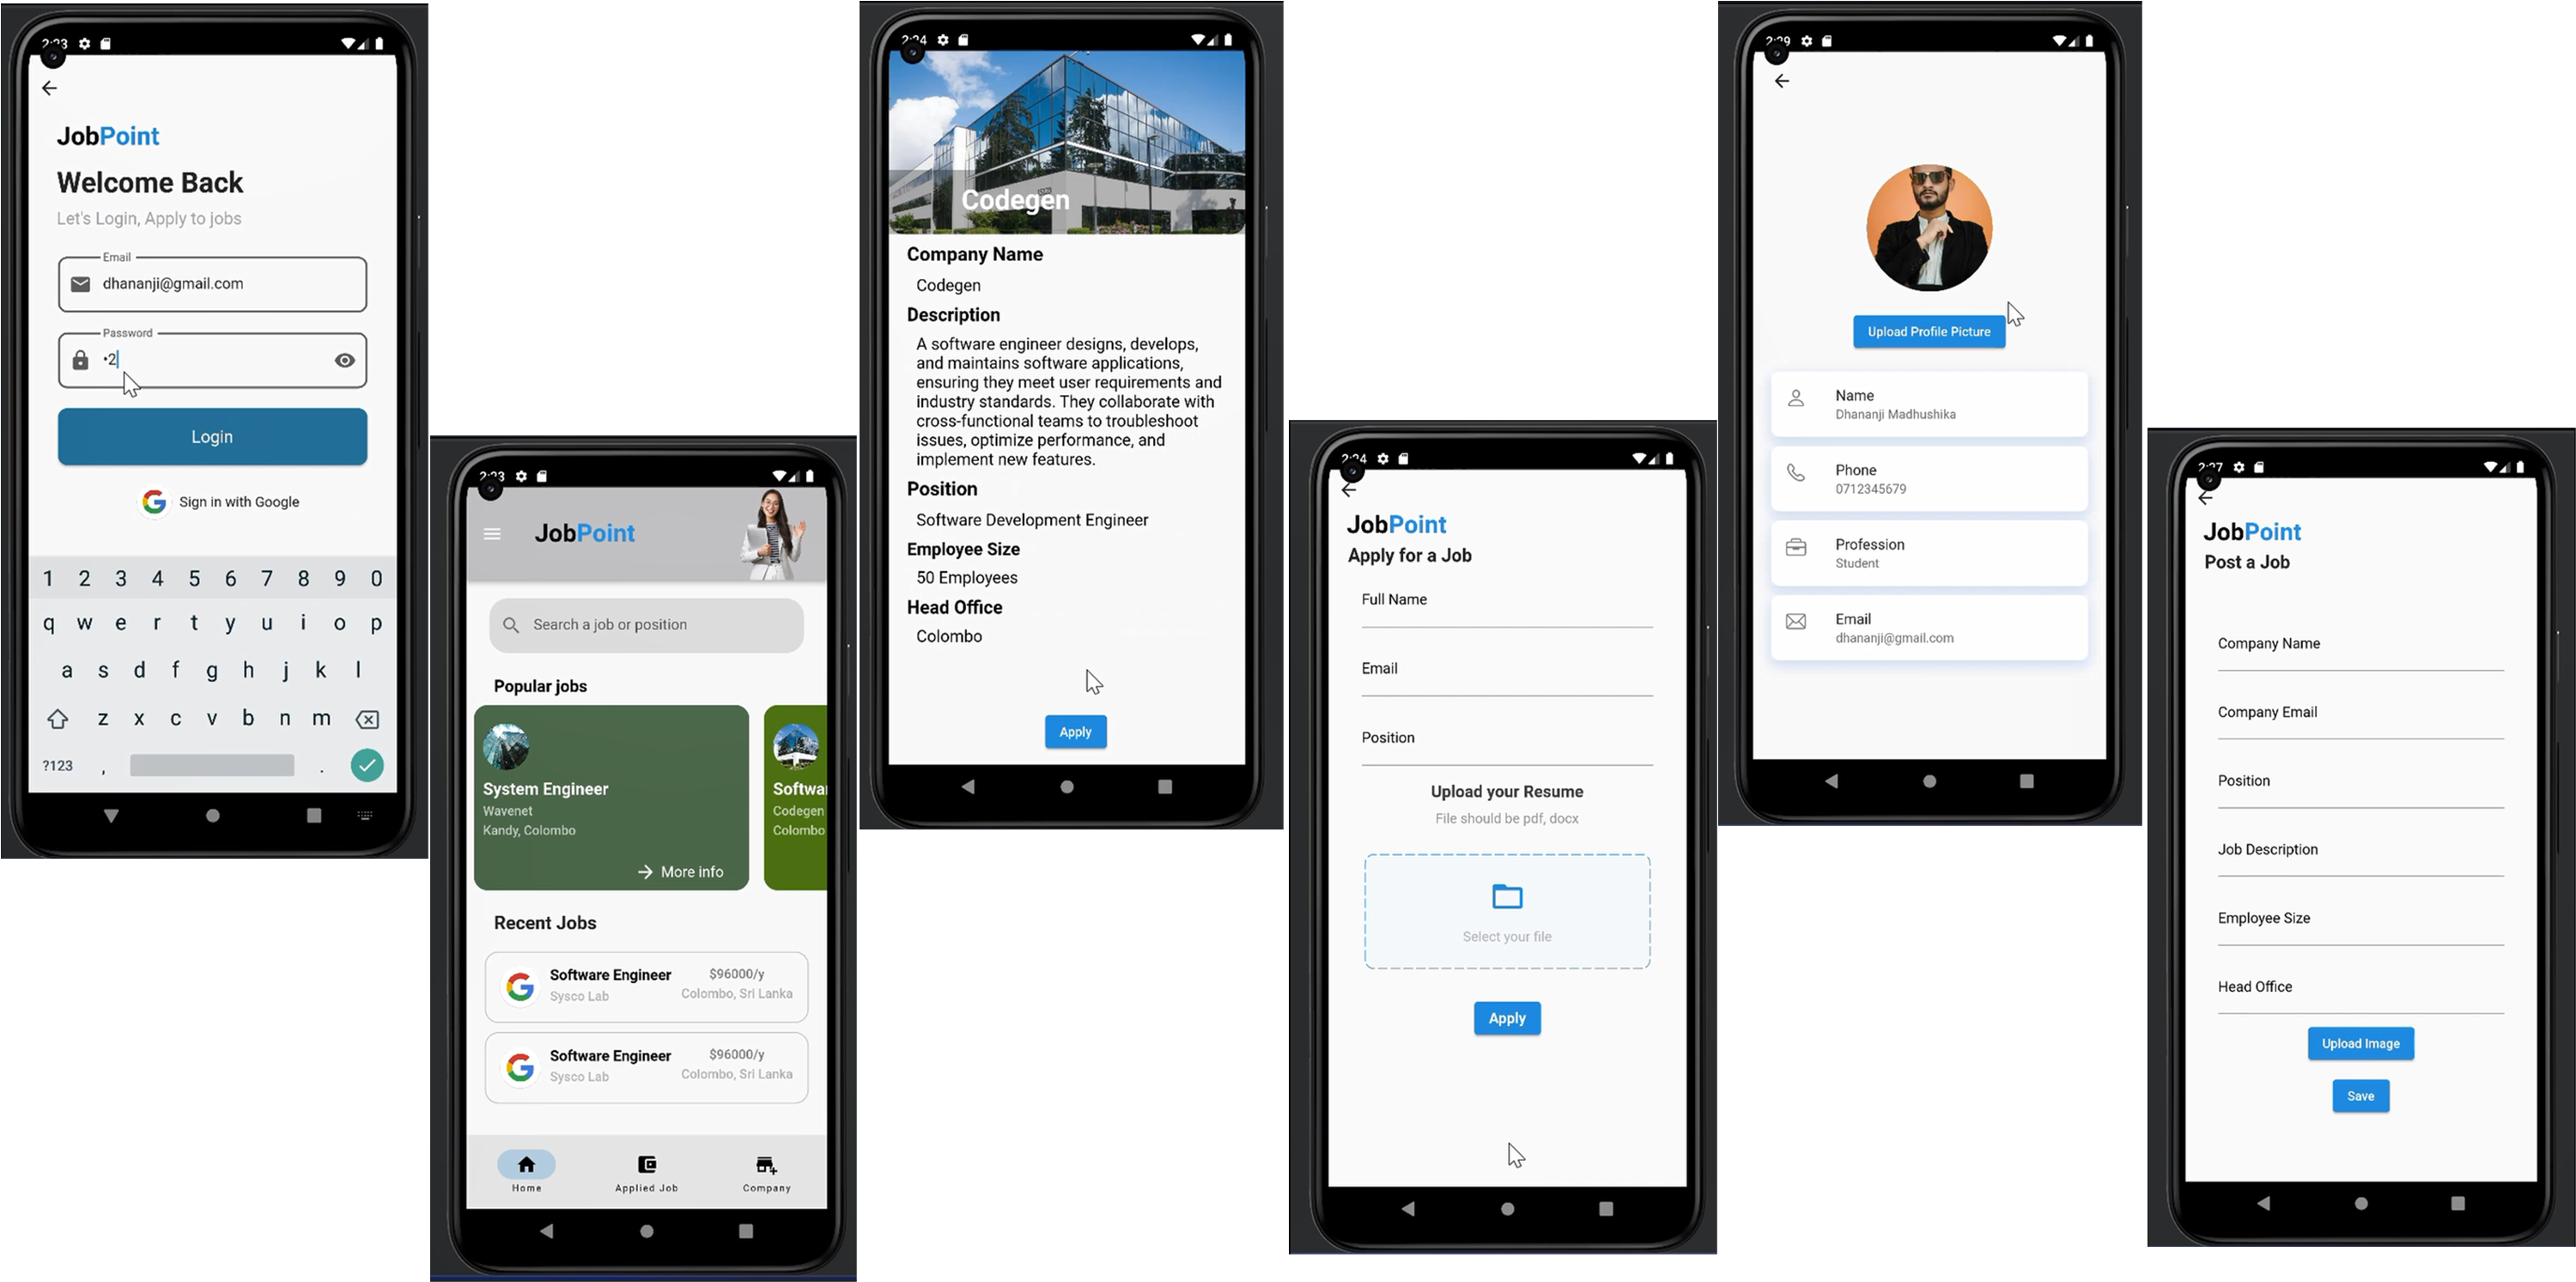 2:23
JobPoint
Welcome Back
Let's Login, Apply to jobs
Email
dhananji@gmail.com
Password
•2
Login
Sign in with Google
1 2 3 4 5 6 7 8 9 0
q w e r t y u i o p
a s d f g h j k l
z x c v b n m
?123 , .
2:23
JobPoint
Search a job or position
Popular jobs
System Engineer
Wavenet
Kandy, Colombo
More info
Softwa
Codegen
Colombo
Recent Jobs
Software Engineer $96000/y
Sysco Lab Colombo, Sri Lanka
Software Engineer $96000/y
Sysco Lab Colombo, Sri Lanka
Home Applied Job Company
2:24
Codegen
Company Name
Codegen
Description
A software engineer designs, develops,
and maintains software applications,
ensuring they meet user requirements and
industry standards. They collaborate with
cross-functional teams to troubleshoot
issues, optimize performance, and
implement new features.
Position
Software Development Engineer
Employee Size
50 Employees
Head Office
Colombo
Apply
2:24
JobPoint
Apply for a Job
Full Name
Email
Position
Upload your Resume
File should be pdf, docx
Select your file
Apply
2:29
Upload Profile Picture
Name
Dhananji Madhushika
Phone
0712345679
Profession
Student
Email
dhananji@gmail.com
2:27
JobPoint
Post a Job
Company Name
Company Email
Position
Job Description
Employee Size
Head Office
Upload Image
Save